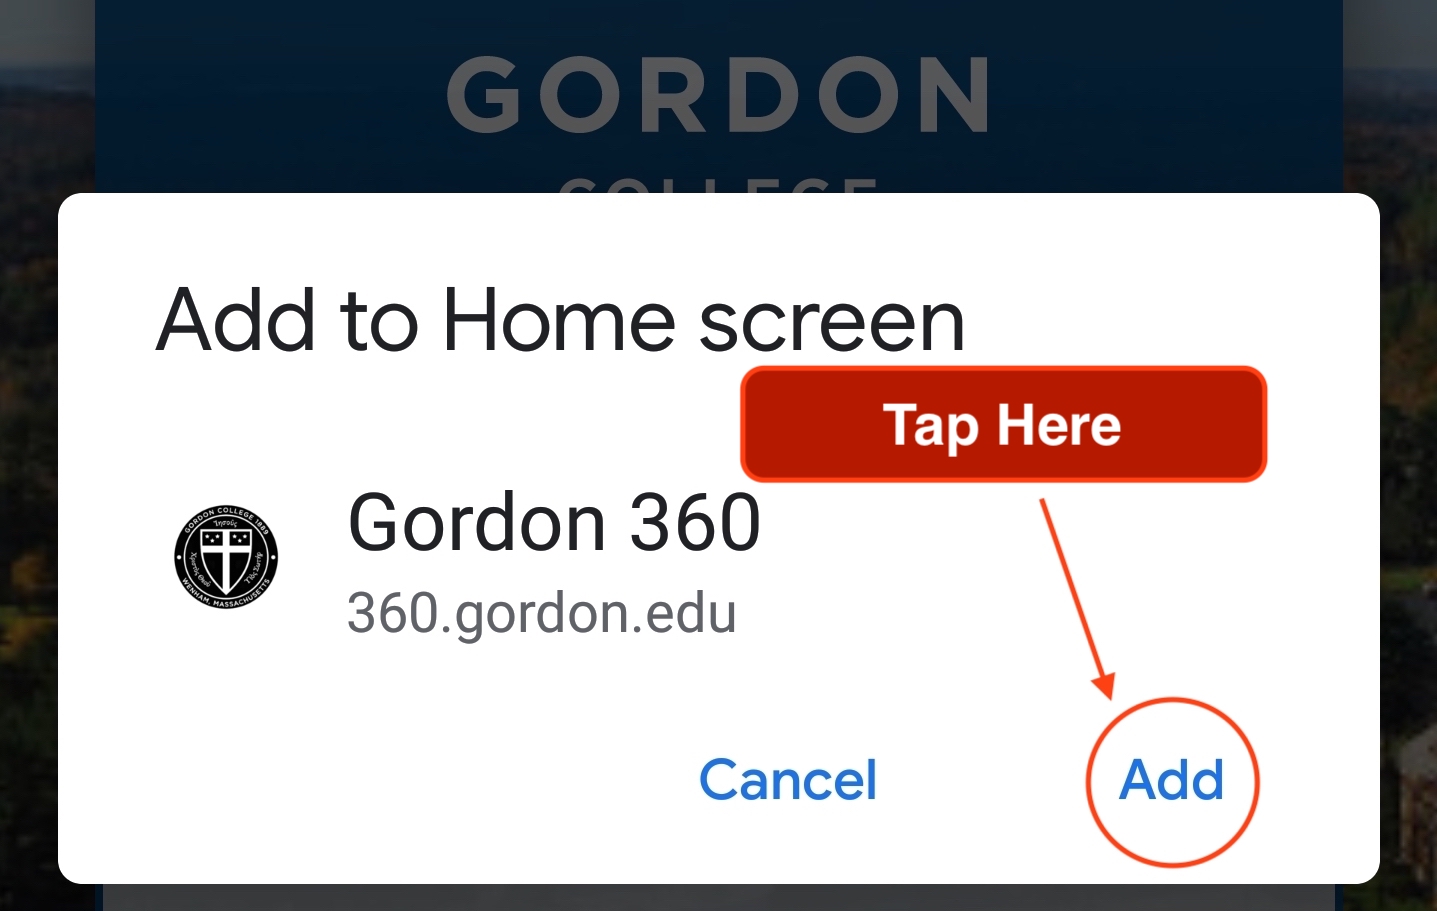 GORDON
COLLEGE
Add to Home screen
Tap Here
GORDON COLLEGE 1889
WENHAM, MASSACHUSETTS
Gordon 360
360.gordon.edu
Cancel
Add